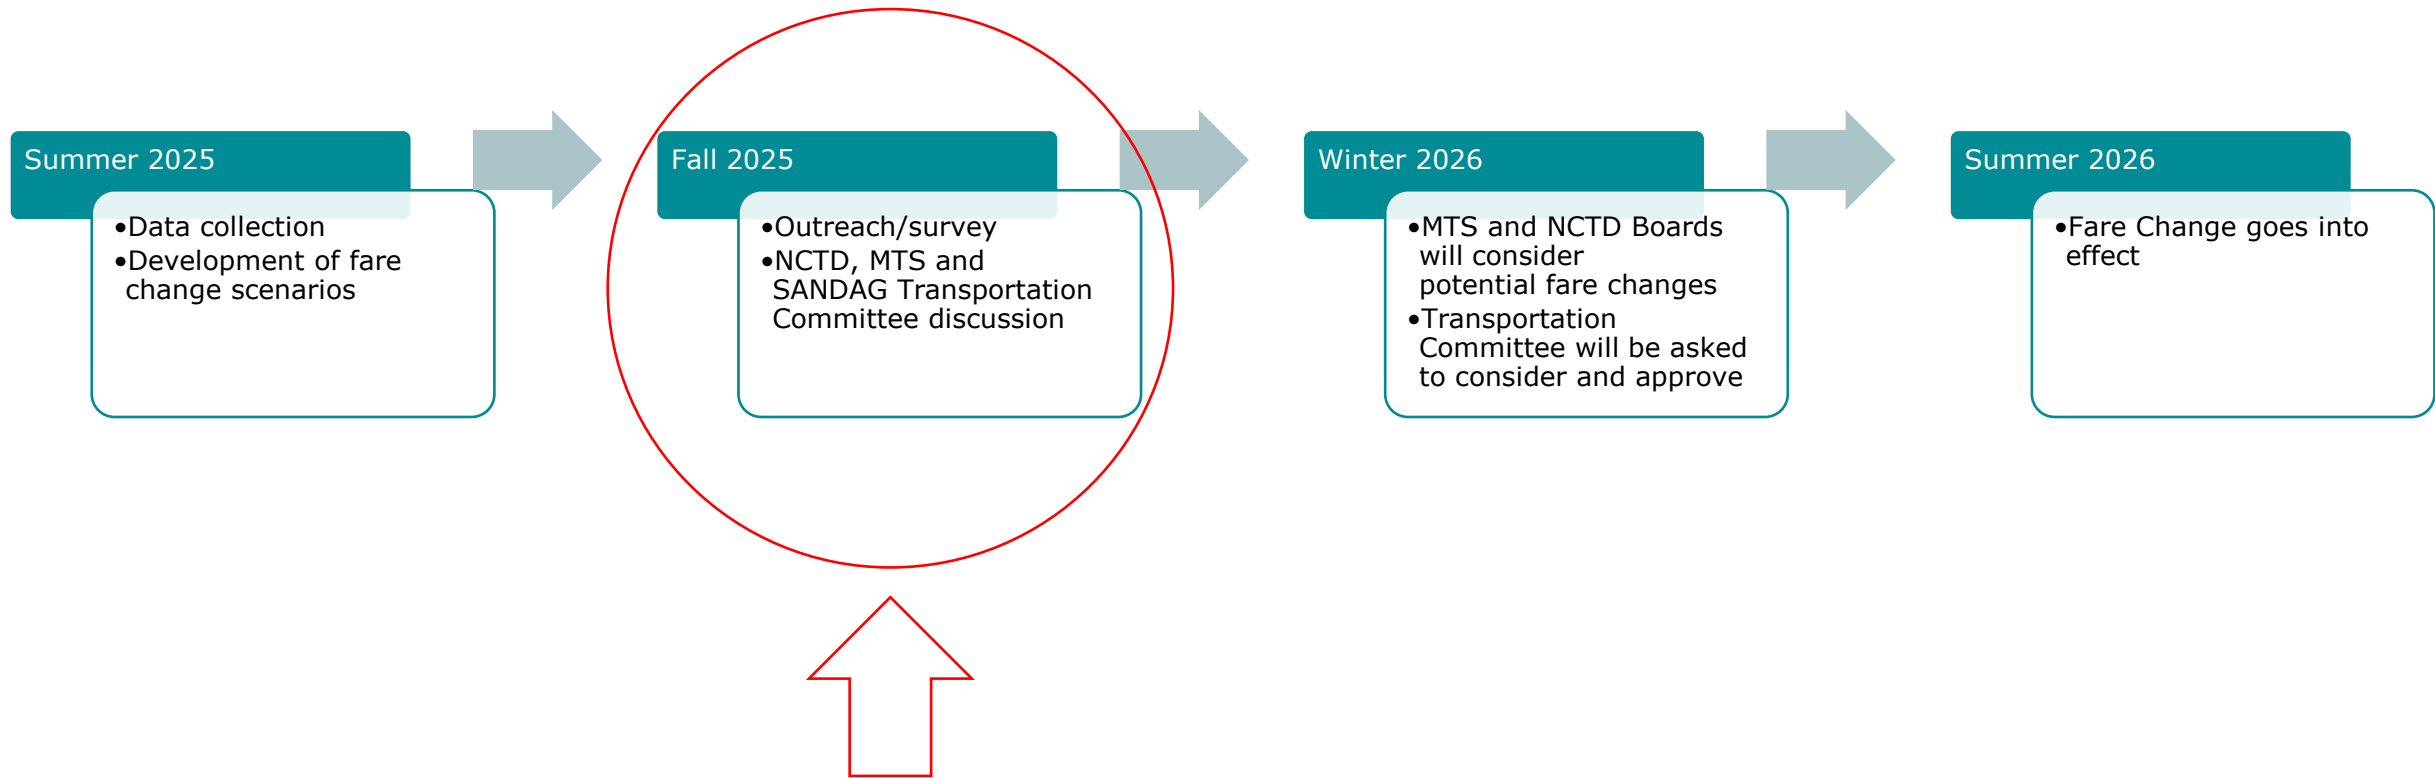 Summer 2025
•Data collection
•Development of fare
change scenarios
Fall 2025
•Outreach/survey
•NCTD, MTS and
SANDAG Transportation
Committee discussion
Winter 2026
•MTS and NCTD Boards
will consider
potential fare changes
•Transportation
Committee will be asked
to consider and approve
Summer 2026
•Fare Change goes into
effect